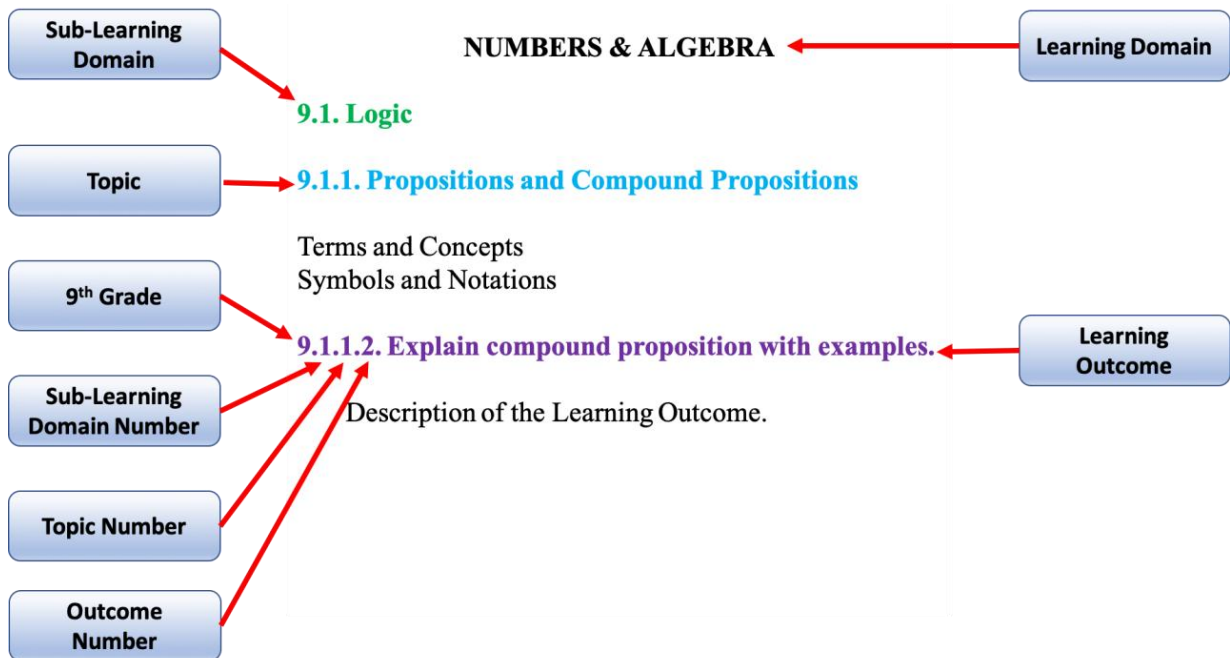 Sub-Learning
Domain
NUMBERS & ALGEBRA
Learning Domain
9.1. Logic
Topic
9.1.1. Propositions and Compound Propositions
Terms and Concepts
Symbols and Notations
9th Grade
9.1.1.2. Explain compound proposition with examples.
Learning
Outcome
Sub-Learning
Domain Number
Description of the Learning Outcome.
Topic Number
Outcome
Number